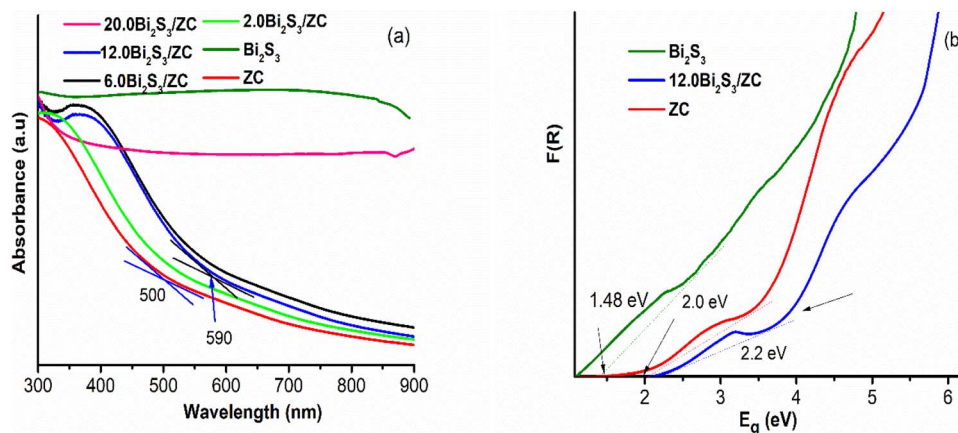 (a)
20.0Bi₂S₃/ZC 2.0Bi₂S₃/ZC
12.0Bi₂S₃/ZC Bi₂S₃
6.0Bi₂S₃/ZC ZC
Absorbance (a.u)
500
590
300 400 500 600 700 800 900
Wavelength (nm)
(b)
Bi₂S₃
12.0Bi₂S₃/ZC
ZC
F(R)
1.48 eV
2.0 eV
2.2 eV
2 3 4 5 6
E₉ (eV)